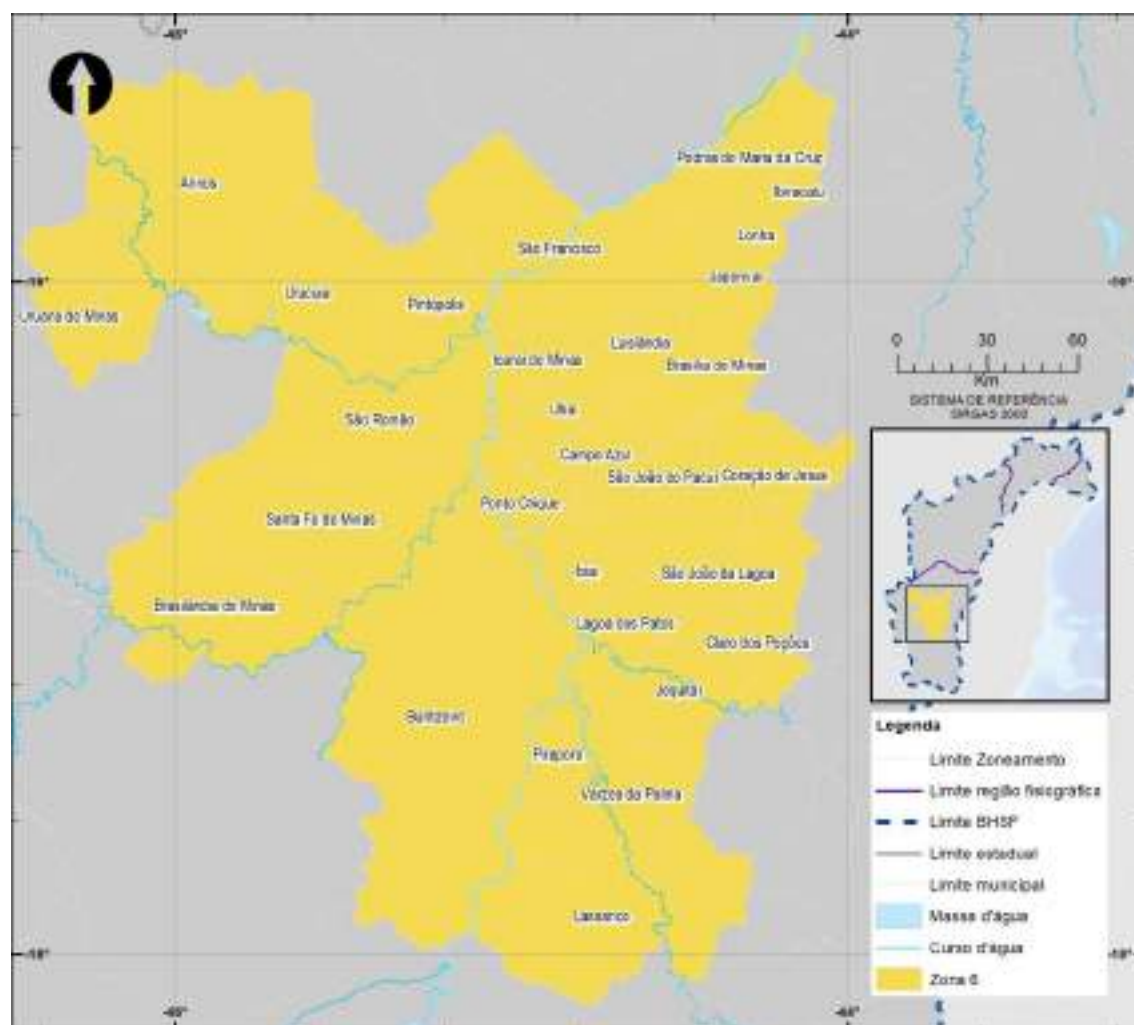 Arinos
Pedras de Maria da Cruz
Ibiracatu
Lontra
Japonvar
São Francisco
Urucuia
Pintópolis
Uruana de Minas
Luislândia
Icaraí de Minas
Brasília de Minas
Ubaí
São Romão
Campo Azul
São João do Pacuí
Coração de Jesus
Ponto Chique
Santa Fé de Minas
Ibiaí
São João da Lagoa
Brasilândia de Minas
Lagoa dos Patos
Claro dos Poções
Jequitaí
Buritizeiro
Pirapora
Várzea da Palma
Lassance
0 30 60
Km
SISTEMA DE REFERÊNCIA
SIRGAS 2000
Legenda
Limite Zoneamento
Limite região fisiográfica
Limite BHSF
Limite estadual
Limite municipal
Massa d'água
Curso d'água
Zona 6